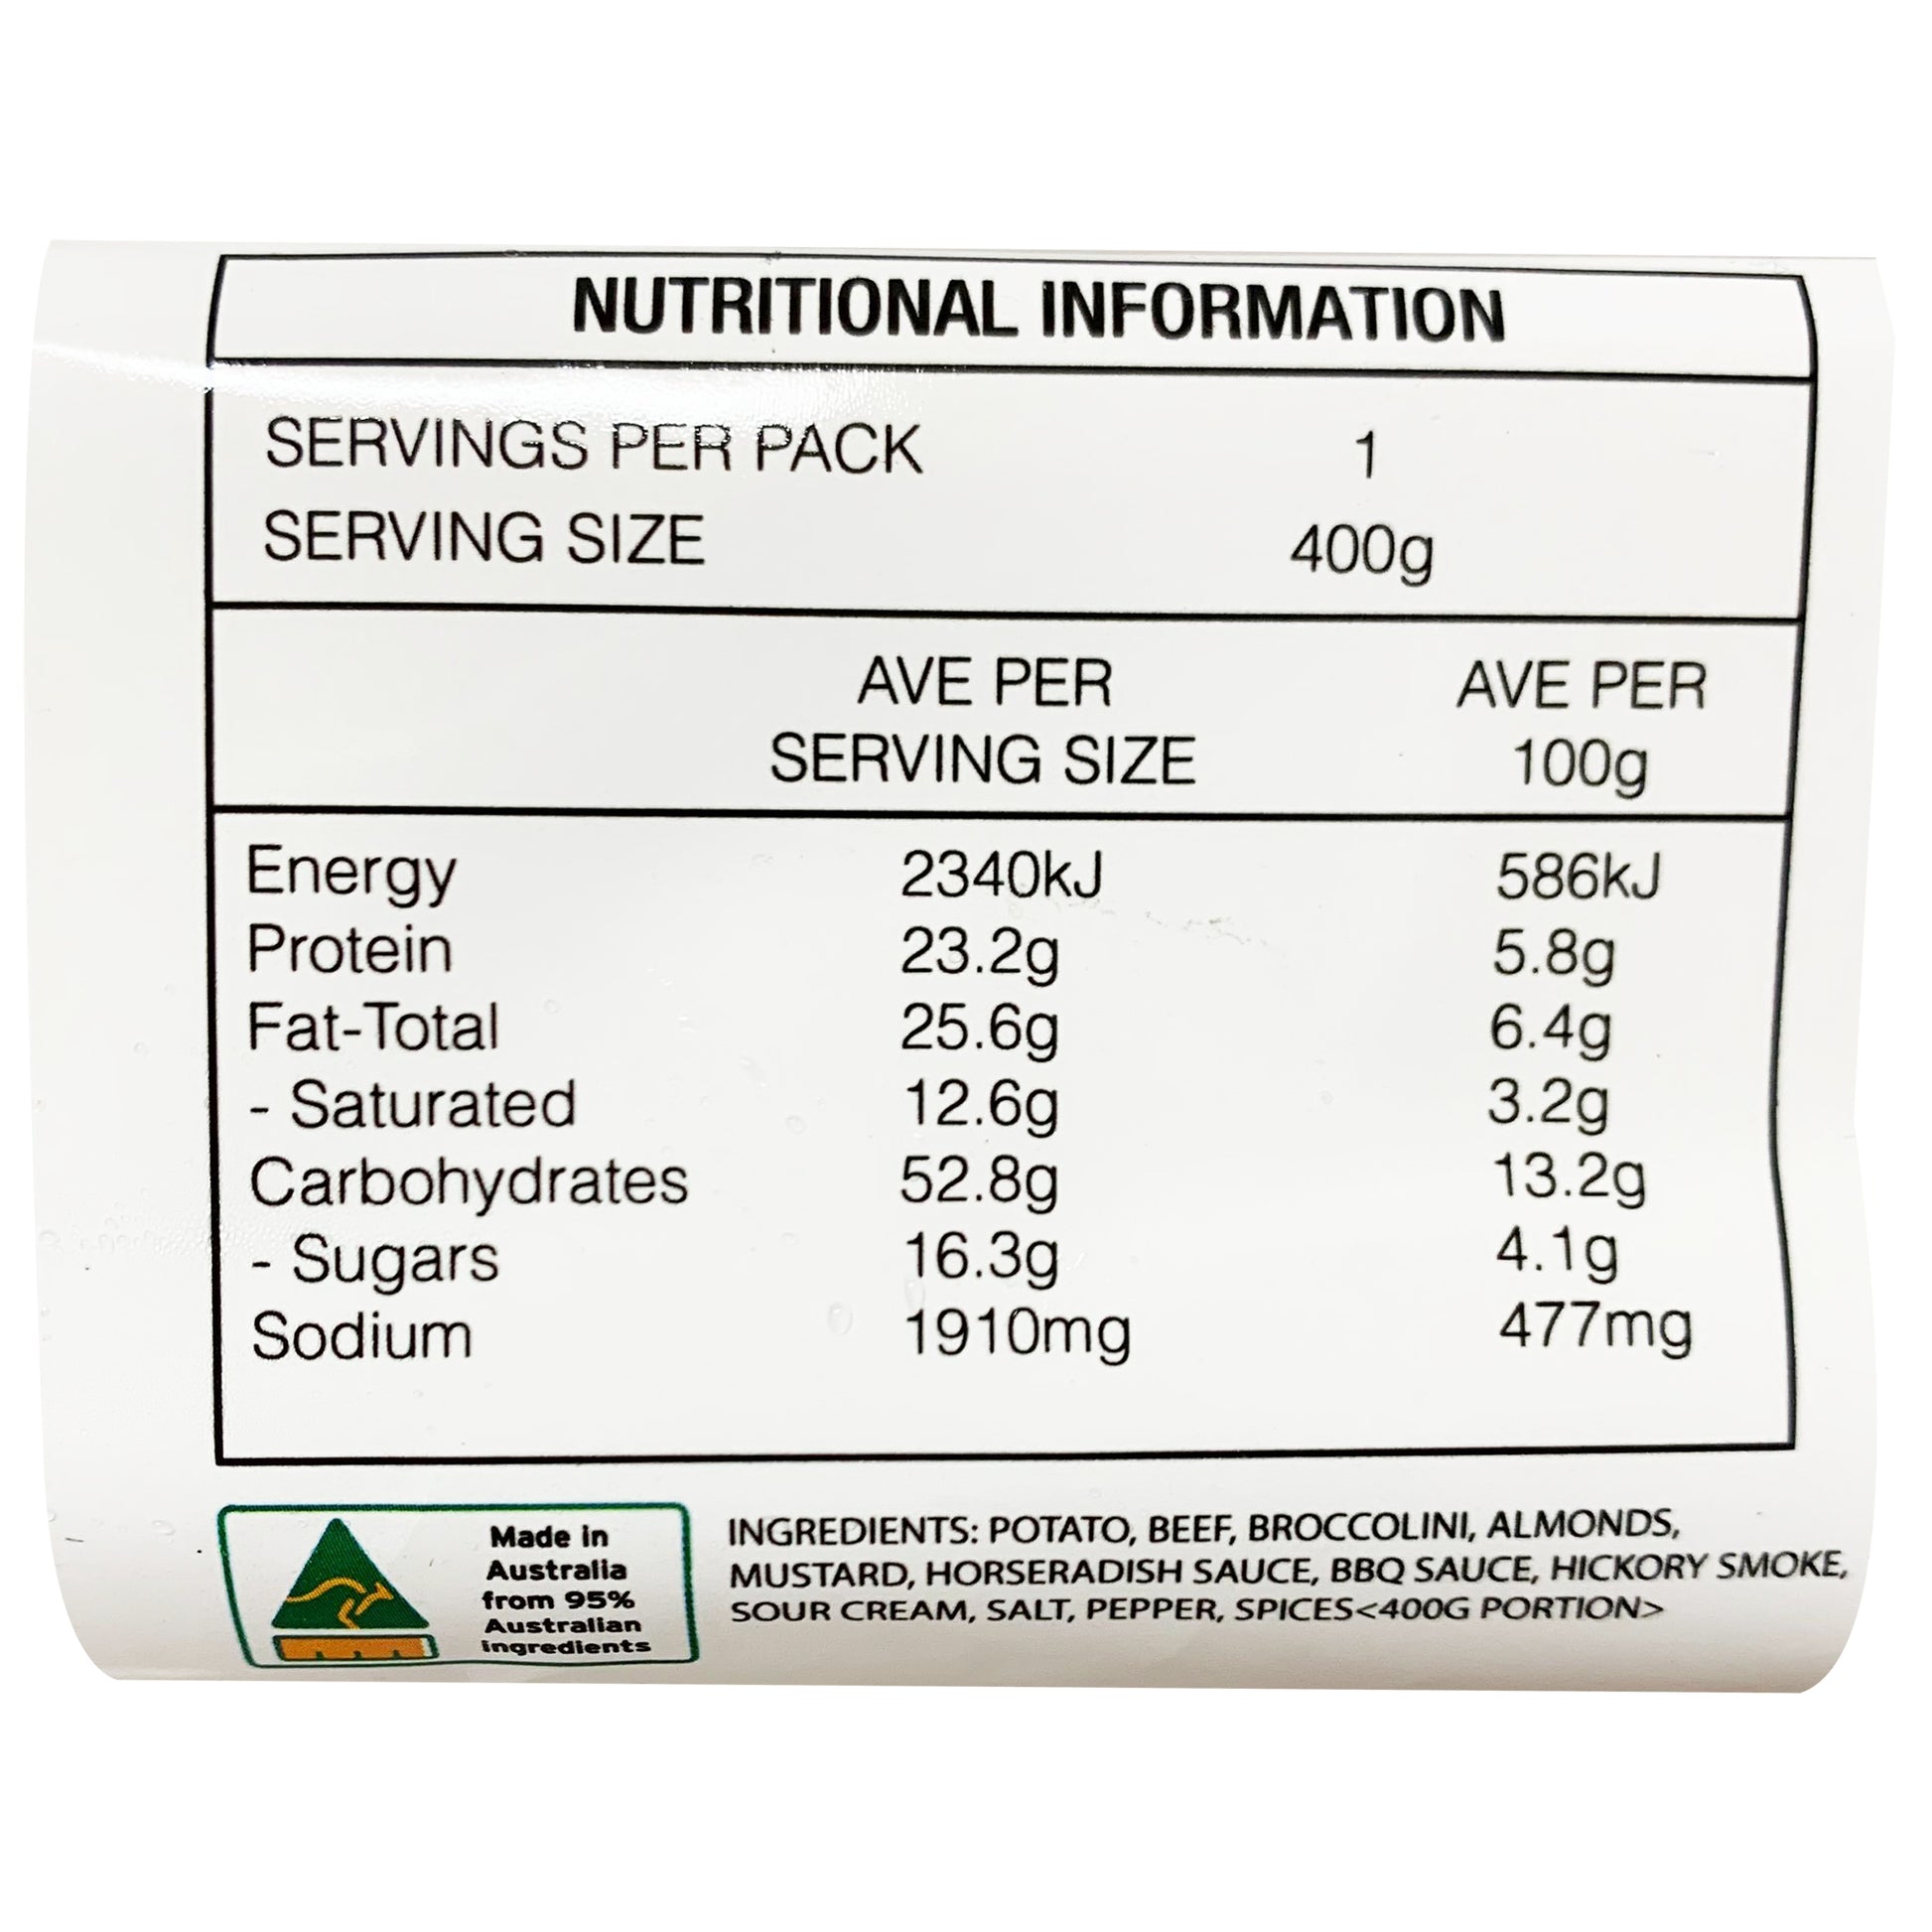 NUTRITIONAL INFORMATION
SERVINGS PER PACK 1
SERVING SIZE 400g
AVE PER AVE PER
SERVING SIZE 100g
Energy 2340kJ 586kJ
Protein 23.2g 5.8g
Fat-Total 25.6g 6.4g
- Saturated 12.6g 3.2g
Carbohydrates 52.8g 13.2g
- Sugars 16.3g 4.1g
Sodium 1910mg 477mg
Made in
Australia
from 95%
Australian
ingredients
INGREDIENTS: POTATO, BEEF, BROCCOLINI, ALMONDS,
MUSTARD, HORSERADISH SAUCE, BBQ SAUCE, HICKORY SMOKE,
SOUR CREAM, SALT, PEPPER, SPICES<400G PORTION>